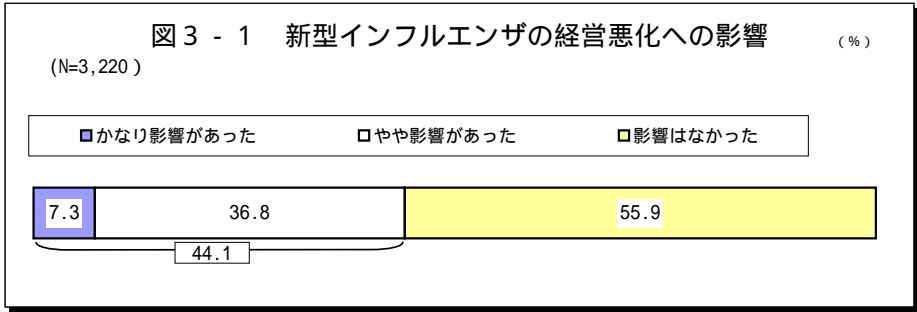 図3-1 新型インフルエンザの経営悪化への影響 (%)
(N=3,220)
かなり影響があった やや影響があった 影響はなかった
7.3 36.8 55.9
44.1